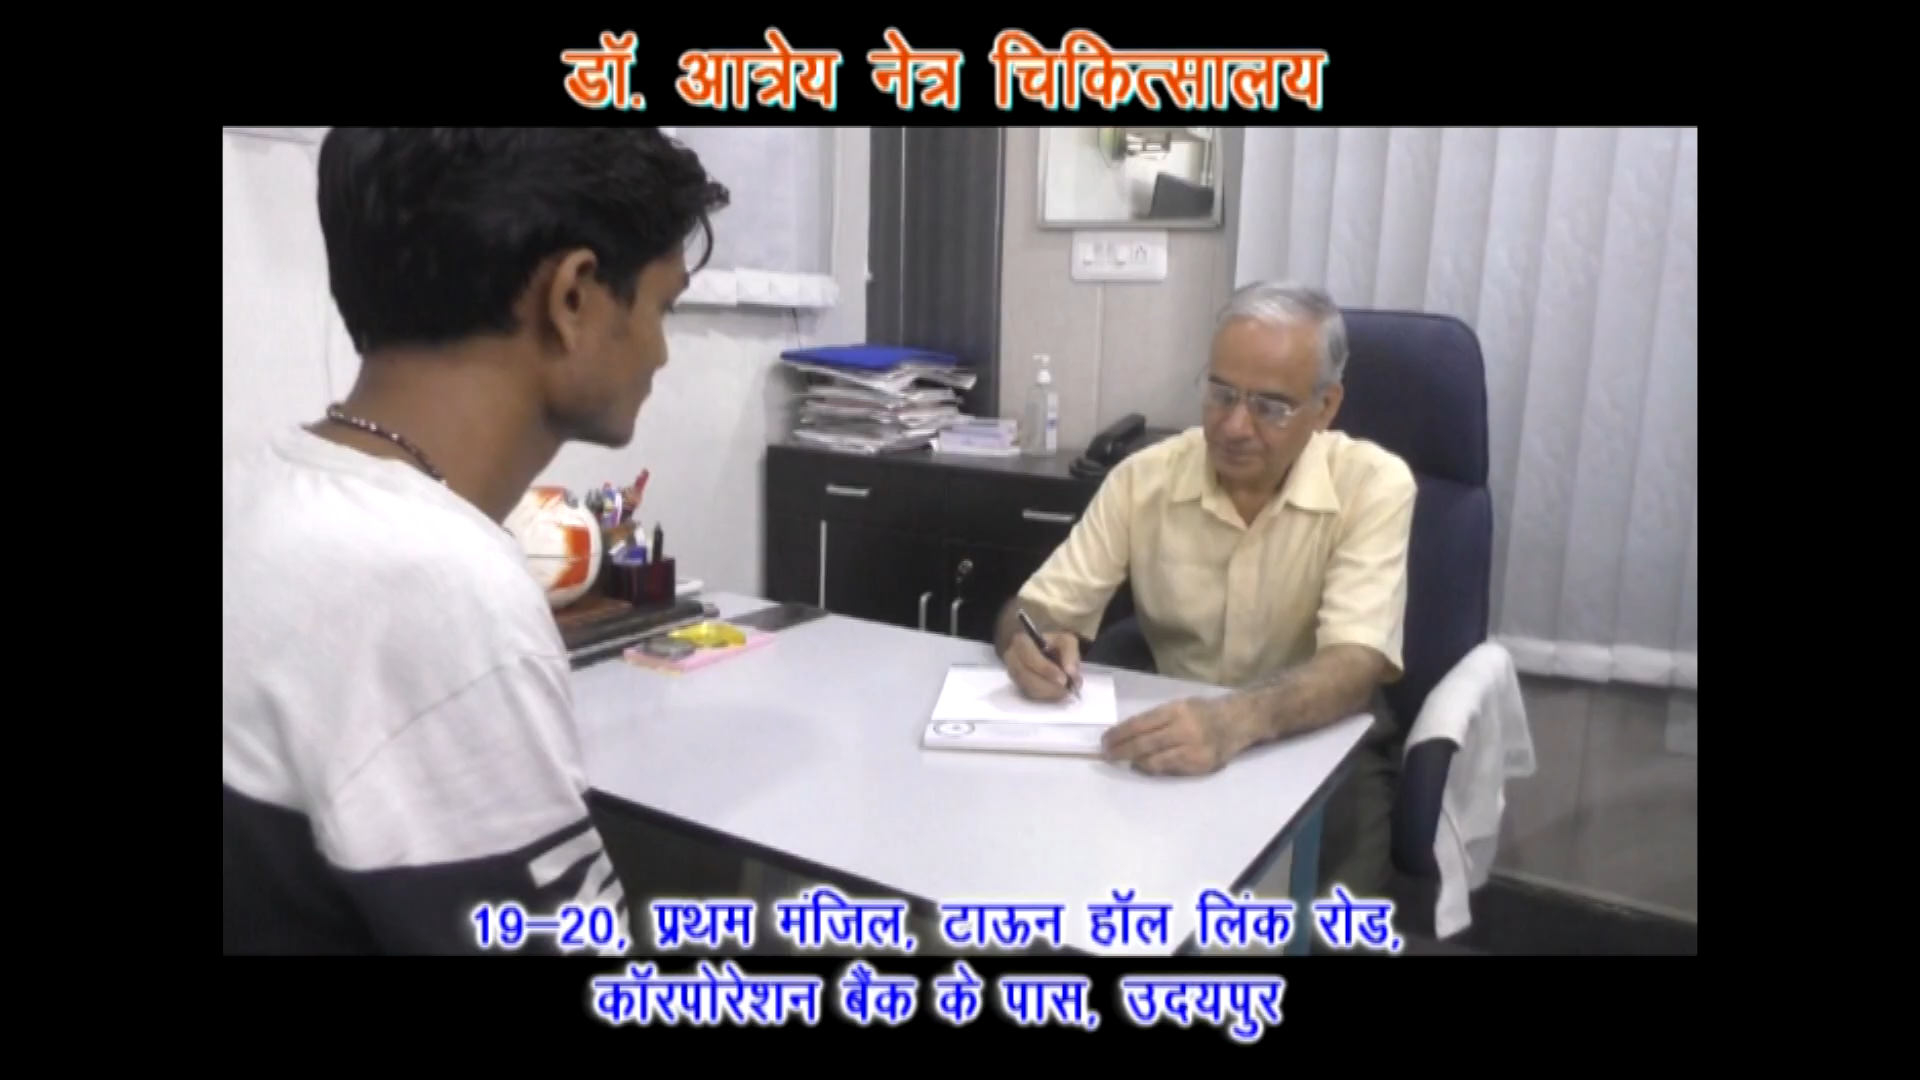 डॉ. आत्रेय नेत्र चिकित्सालय
19-20, प्रथम मंजिल, टाऊन हॉल लिंक रोड,
कॉरपोरेशन बैंक के पास, उदयपुर